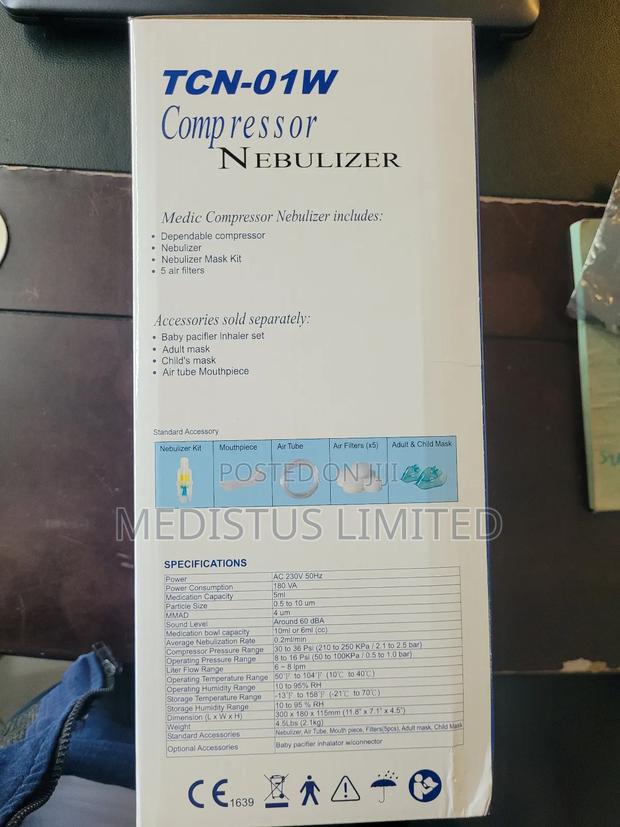 TCN-01W
Compressor
NEBULIZER
Medic Compressor Nebulizer includes:
• Dependable compressor
• Nebulizer
• Nebulizer Mask Kit
• 5 air filters
Accessories sold separately:
• Baby pacifier Inhaler set
• Adult mask
• Child's mask
• Air tube Mouthpiece
Standard Accessory
Nebulizer Kit Mouthpiece Air Tube Air Filters (x5) Adult & Child Mask
POSTED ON JIJI
MEDISTUS LIMITED
SPECIFICATIONS
Power AC 230V 50Hz
Power Consumption 180 VA
Medication Capacity 5ml
Particle Size 0.5 to 10 um
MMAD 4 um
Sound Level Around 60 dBA
Medication bowl capacity 10ml or 6ml (cc)
Average Nebulization Rate 0.2ml/min
Compressor Pressure Range 30 to 36 Psi (210 to 250 KPa / 2.1 to 2.5 bar)
Operating Pressure Range 8 to 16 Psi (50 to 100KPa / 0.5 to 1.0 bar)
Liter Flow Range 6 ~ 8 lpm
Operating Temperature Range 50℉ to 104℉ (10℃ to 40℃)
Operating Humidity Range 10 to 95% RH
Storage Temperature Range -13℉ to 158℉ (-21℃ to 70℃)
Storage Humidity Range 10 to 95 % RH
Dimension (L x W x H) 300 x 180 x 115mm (11.8" x 7.1" x 4.5")
Weight 4.5Lbs (2.1kg)
Standard Accessories Nebulizer, Air Tube, Mouth piece, Filters(5pcs), Adult mask, Child Mask
Optional Accessories Baby pacifier inhalator w/connector
CE 1639